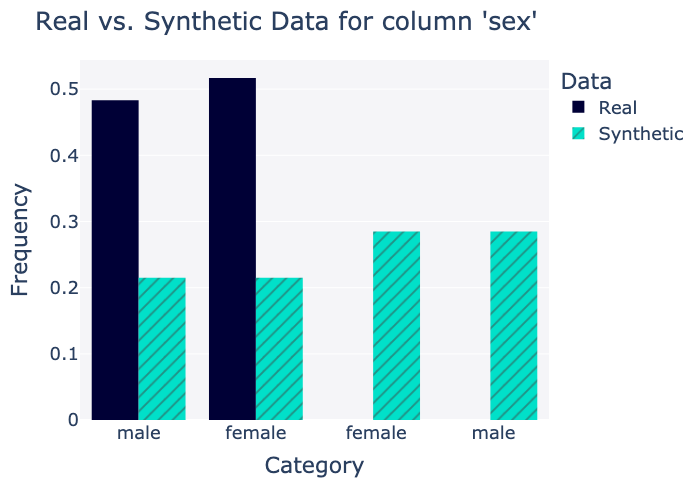 Real vs. Synthetic Data for column 'sex'
Data
Real
Synthetic
Frequency
0.5
0.4
0.3
0.2
0.1
0
male female female male
Category